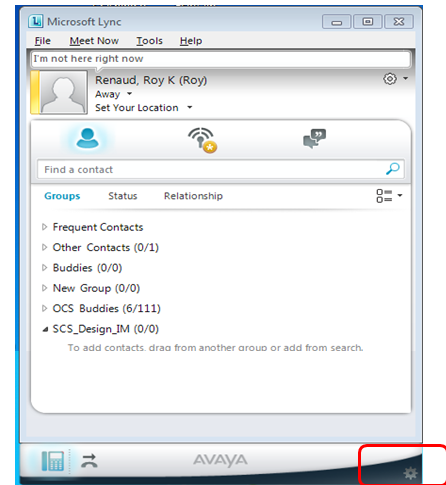 Microsoft Lync
File Meet Now Tools Help
I'm not here right now
Renaud, Roy K (Roy)
Away
Set Your Location
Find a contact
Groups Status Relationship
Frequent Contacts
Other Contacts (0/1)
Buddies (0/0)
New Group (0/0)
OCS Buddies (6/111)
SCS_Design_IM (0/0)
To add contacts, drag from another group or add from search.
AVAYA